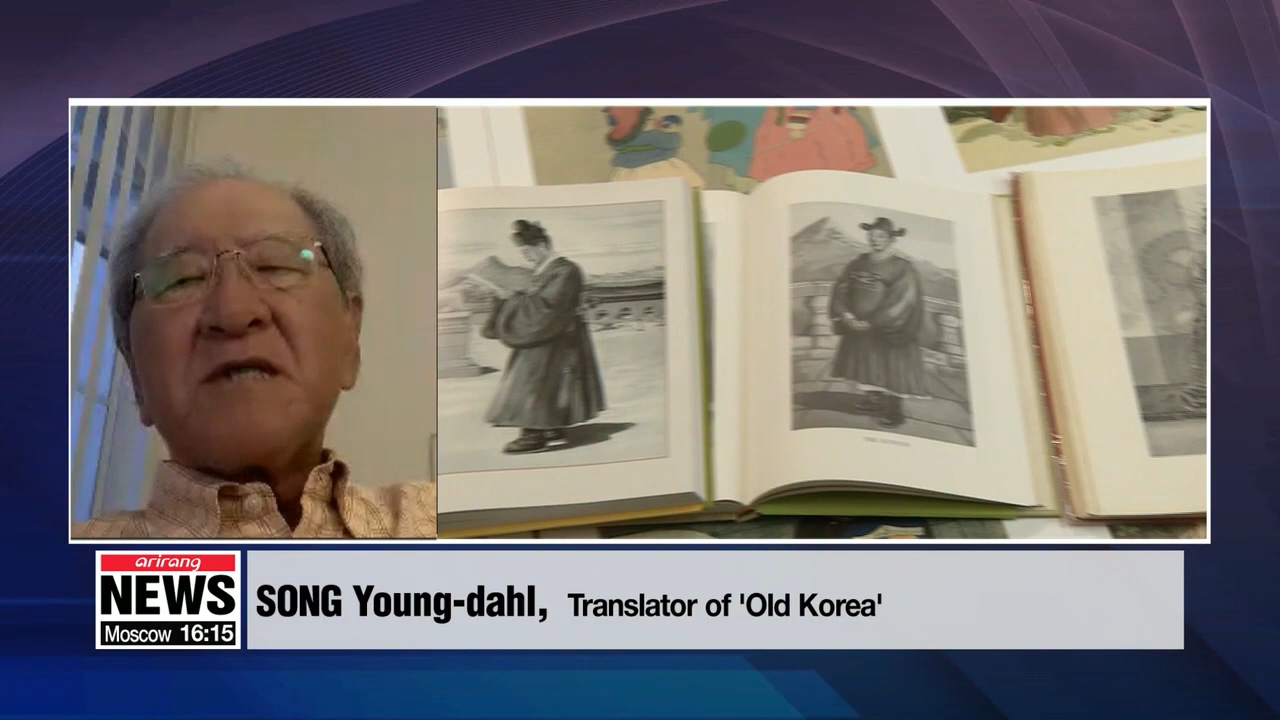 arirang
NEWS
Moscow 16:15
SONG Young-dahl, Translator of 'Old Korea'